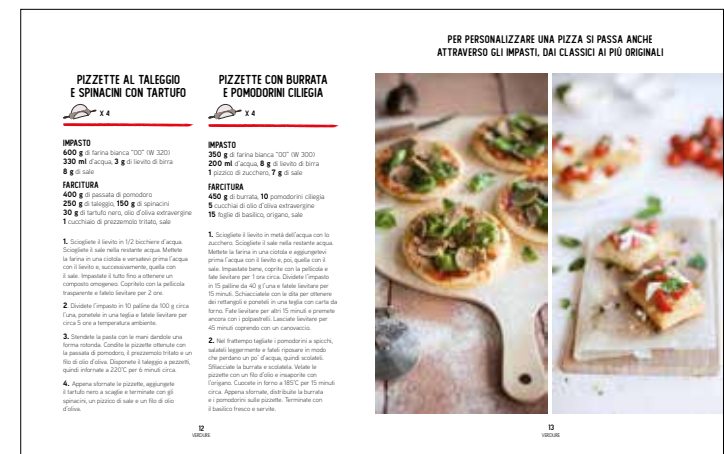 PIZZETTE AL TALEGGIO
E SPINACINI CON TARTUFO
X 4
IMPASTO
600 g di farina bianca "00" (W 320)
330 ml d'acqua, 3 g di lievito di birra
8 g di sale
FARCITURA
400 g di passata di pomodoro
250 g di taleggio, 150 g di spinacini
30 g di tartufo nero, olio d'oliva extravergine
1 cucchiaio di prezzemolo tritato, sale
1. Sciogliete il lievito in 1/2 bicchiere d'acqua.
Sciogliete il sale nella restante acqua. Mettete
la farina in una ciotola e versatevi prima l'acqua
con il lievito e, successivamente, quella con
il sale. Impastate il tutto fino a ottenere un
composto omogeneo. Copritelo con la pellicola
trasparente e fatelo lievitare per 2 ore.
2. Dividete l'impasto in 10 palline da 100 g circa
l'una, ponetele in una teglia e fatele lievitare per
circa 5 ore a temperatura ambiente.
3. Stendete la pasta con le mani dandole una
forma rotonda. Condite le pizzette ottenute con
la passata di pomodoro, il prezzemolo tritato e un
filo di olio d'oliva. Disponete il taleggio a pezzetti,
quindi infornate a 220°C per 6 minuti circa.
4. Appena sfornate le pizzette, aggiungete
il tartufo nero a scaglie e terminate con gli
spinacini, un pizzico di sale e un filo di olio
d'oliva.
PIZZETTE CON BURRATA
E POMODORINI CILIEGIA
X 4
IMPASTO
350 g di farina bianca "00" (W 300)
200 ml d'acqua, 8 g di lievito di birra
1 pizzico di zucchero, 7 g di sale
FARCITURA
450 g di burrata, 10 pomodorini ciliegia
5 cucchiai di olio d'oliva extravergine
15 foglie di basilico, origano, sale
1. Sciogliete il lievito in metà dell'acqua con lo
zucchero. Sciogliete il sale nella restante acqua.
Mettete la farina in una ciotola e aggiungetevi
prima l'acqua con il lievito e, poi, quella con il
sale. Impastate bene, coprite con la pellicola e
fate lievitare per 1 ora circa. Dividete l'impasto
in 15 palline da 40 g l'una e fatele lievitare per
15 minuti. Schiacciatele con le dita per ottenere
dei rettangoli e poneteli in una teglia con carta da
forno. Fate lievitare per altri 15 minuti e premete
ancora con i polpastrelli. Lasciate lievitare per
45 minuti coprendo con un canovaccio.
2. Nel frattempo tagliate i pomodorini a spicchi,
salateli leggermente e fateli riposare in modo
che perdano un po' d'acqua, quindi scolateli.
Sfilacciate la burrata e scolatela. Velate le
pizzette con un filo d'olio e insaporite con
l'origano. Cuocete in forno a 185°C per 15 minuti
circa. Appena sfornate, distribuite la burrata
e i pomodorini sulle pizzette. Terminate con
il basilico fresco e servite.
12
VERDURE
PER PERSONALIZZARE UNA PIZZA SI PASSA ANCHE
ATTRAVERSO GLI IMPASTI, DAI CLASSICI AI PIÙ ORIGINALI
13
VERDURE